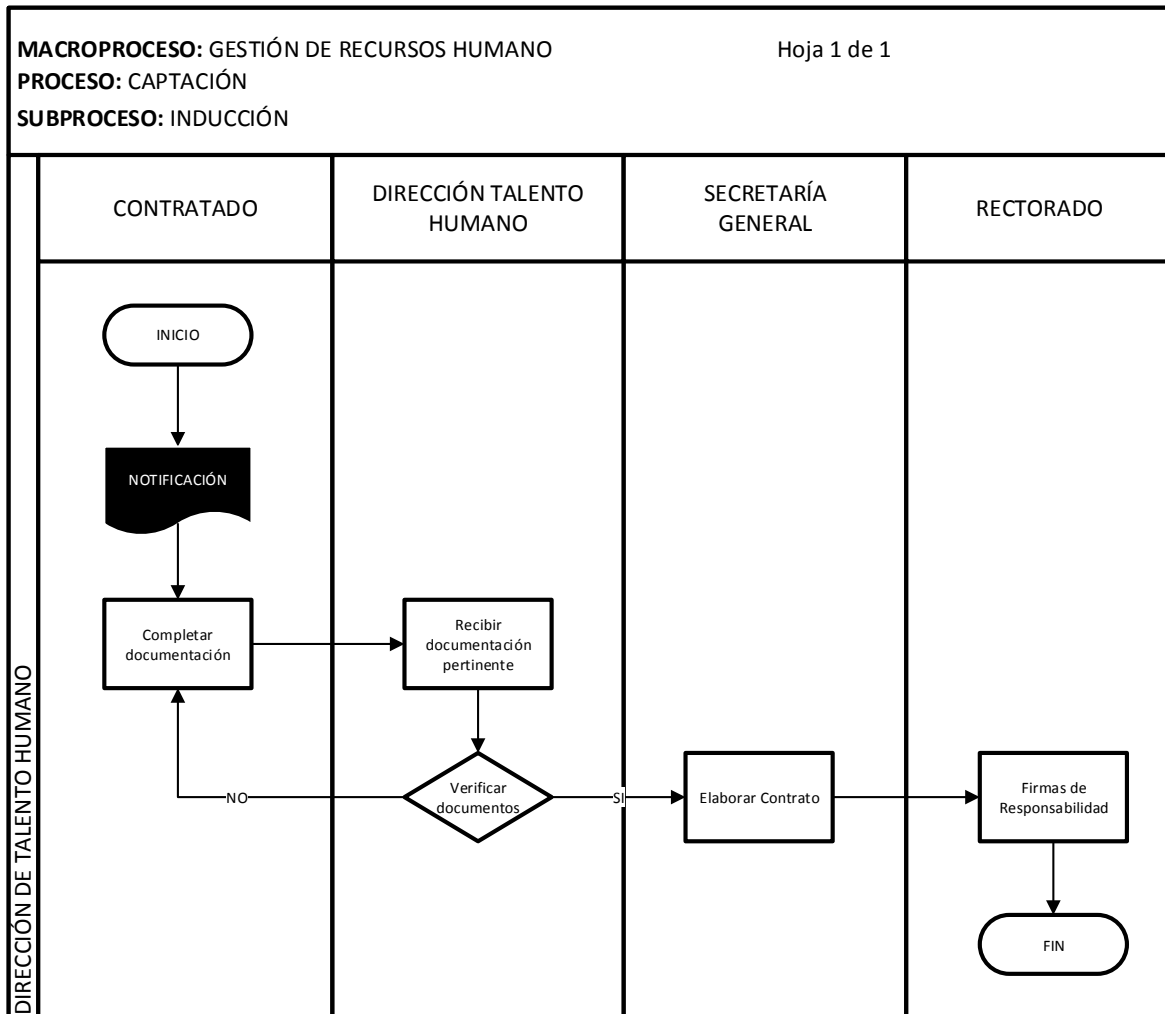 MACROPROCESO: GESTIÓN DE RECURSOS HUMANO
Hoja 1 de 1
PROCESO: CAPTACIÓN
SUBPROCESO: INDUCCIÓN
DIRECCIÓN DE TALENTO HUMANO
CONTRATADO
DIRECCIÓN TALENTO
HUMANO
SECRETARÍA
GENERAL
RECTORADO
INICIO
NOTIFICACIÓN
Completar
documentación
Recibir
documentación
pertinente
Verificar
documentos
NO
SI
Elaborar Contrato
Firmas de
Responsabilidad
FIN